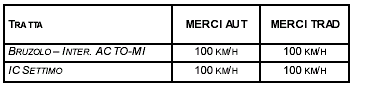 TRATTA MERCI AUT MERCI TRAD
BRUZOLO – INTER. AC TO-MI 100 KM/H 100 KM/H
IC SETTIMO 100 KM/H 100 KM/H